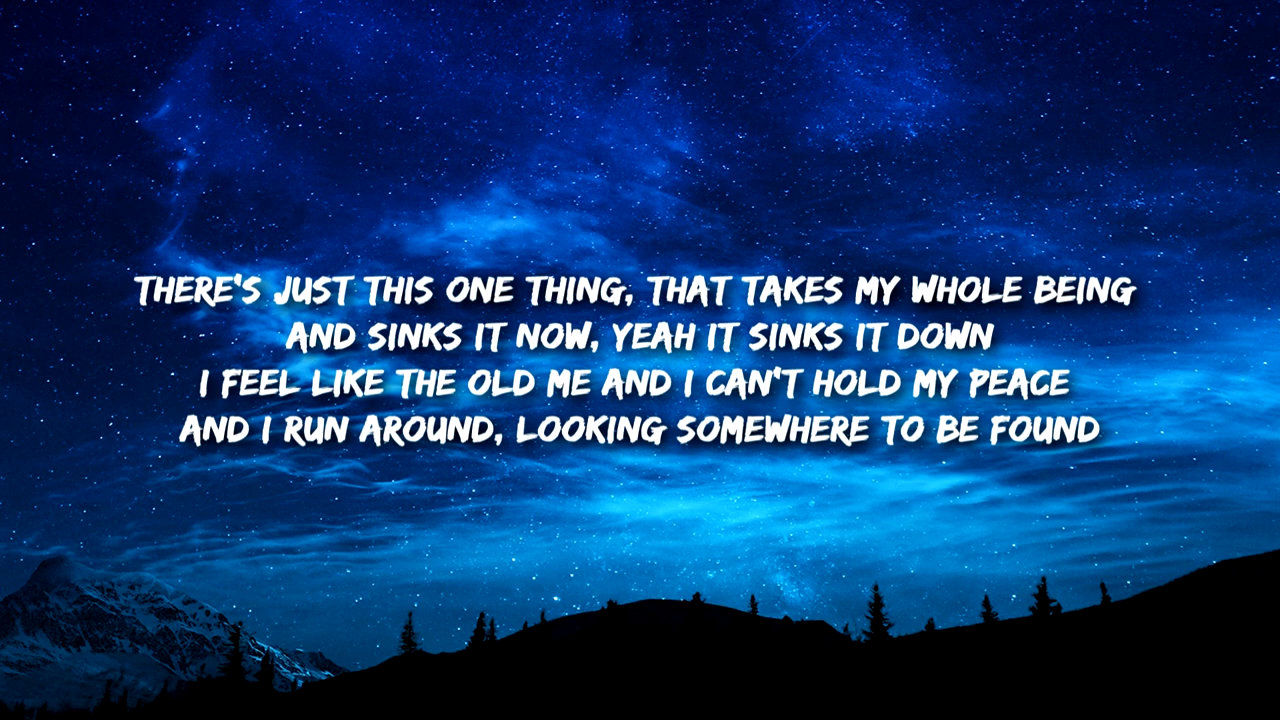 THERE'S JUST THIS ONE THING, THAT TAKES MY WHOLE BEING
AND SINKS IT NOW, YEAH IT SINKS IT DOWN
I FEEL LIKE THE OLD ME AND I CAN'T HOLD MY PEACE
AND I RUN AROUND, LOOKING SOMEWHERE TO BE FOUND